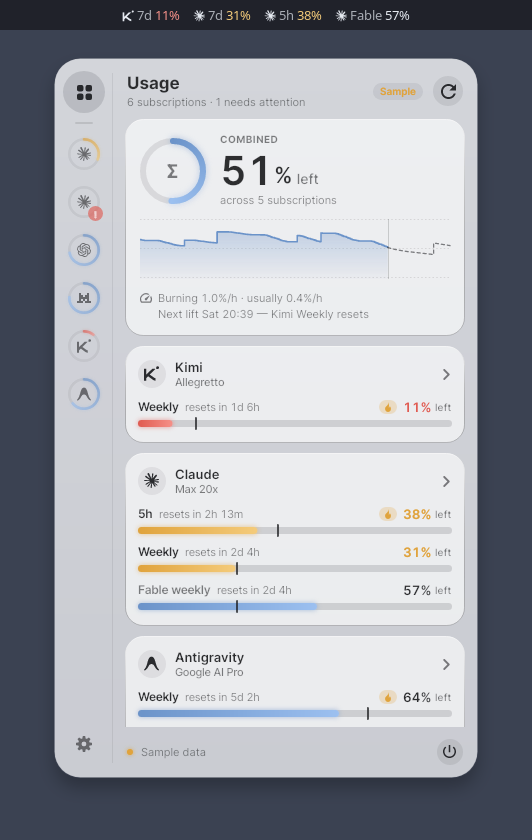 7d 11% 7d 31% 5h 38% Fable 57%
Usage
6 subscriptions · 1 needs attention
Sample
COMBINED
Σ
51% left
across 5 subscriptions
Burning 1.0%/h · usually 0.4%/h
Next lift Sat 20:39 — Kimi Weekly resets
Kimi
Allegretto
Weekly resets in 1d 6h 11% left
Claude
Max 20x
5h resets in 2h 13m 38% left
Weekly resets in 2d 4h 31% left
Fable weekly resets in 2d 4h 57% left
Antigravity
Google AI Pro
Weekly resets in 5d 2h 64% left
Sample data